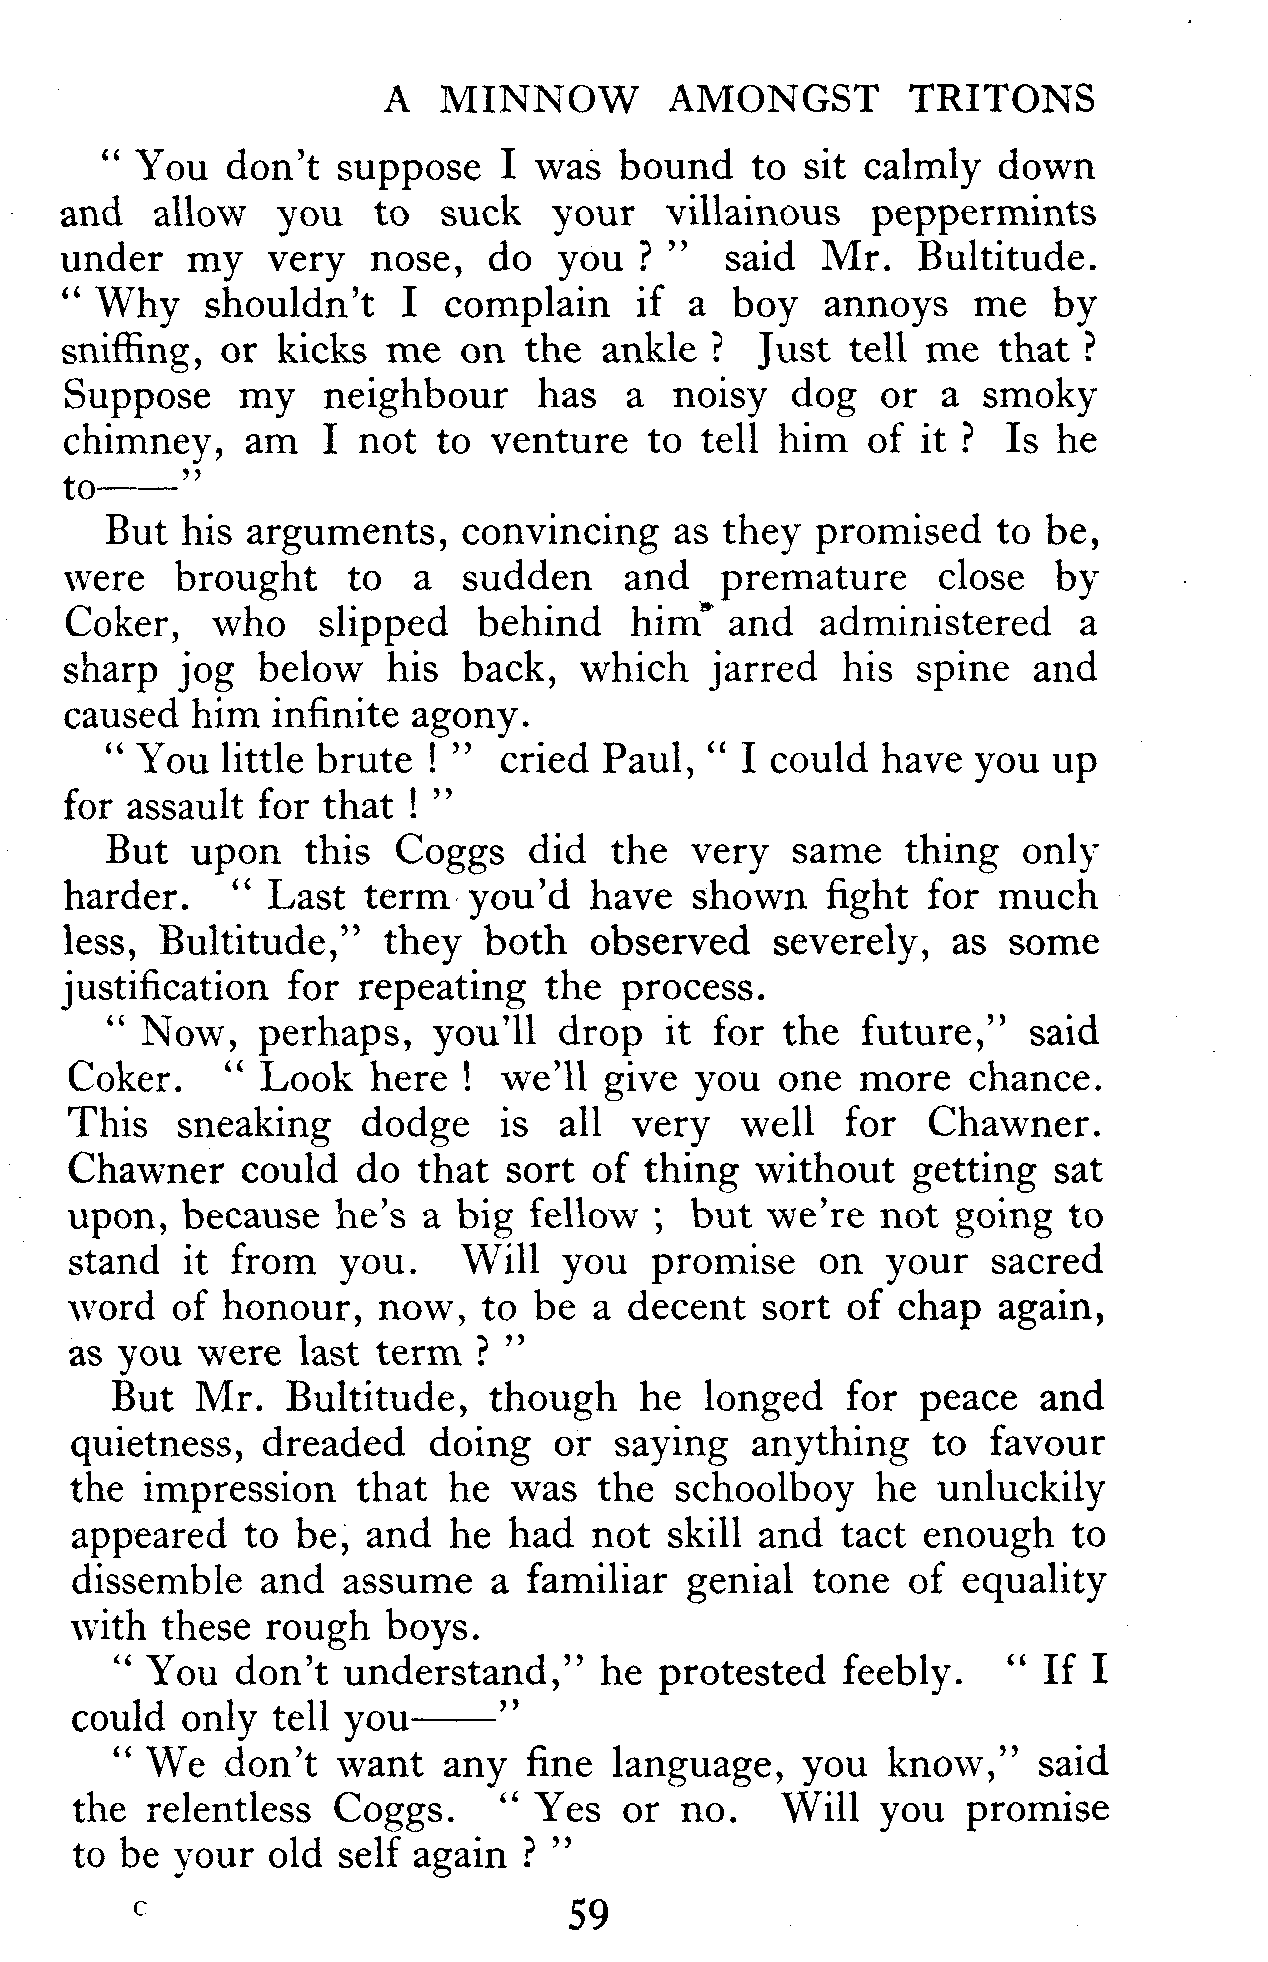 A MINNOW AMONGST TRITONS
“ You don't suppose I was bound to sit calmly down
and allow you to suck your villainous peppermints
under my very nose, do you ? ” said Mr. Bultitude.
“ Why shouldn't I complain if a boy annoys me by
sniffing, or kicks me on the ankle ? Just tell me that ?
Suppose my neighbour has a noisy dog or a smoky
chimney, am I not to venture to tell him of it ? Is he
to——”
But his arguments, convincing as they promised to be,
were brought to a sudden and premature close by
Coker, who slipped behind him and administered a
sharp jog below his back, which jarred his spine and
caused him infinite agony.
“ You little brute ! ” cried Paul, “ I could have you up
for assault for that ! ”
But upon this Coggs did the very same thing only
harder. “ Last term you'd have shown fight for much
less, Bultitude,” they both observed severely, as some
justification for repeating the process.
“ Now, perhaps, you'll drop it for the future,” said
Coker. “ Look here ! we'll give you one more chance.
This sneaking dodge is all very well for Chawner.
Chawner could do that sort of thing without getting sat
upon, because he's a big fellow ; but we're not going to
stand it from you. Will you promise on your sacred
word of honour, now, to be a decent sort of chap again,
as you were last term ? ”
But Mr. Bultitude, though he longed for peace and
quietness, dreaded doing or saying anything to favour
the impression that he was the schoolboy he unluckily
appeared to be, and he had not skill and tact enough to
dissemble and assume a familiar genial tone of equality
with these rough boys.
“ You don't understand,” he protested feebly. “ If I
could only tell you——”
“ We don't want any fine language, you know,” said
the relentless Coggs. “ Yes or no. Will you promise
to be your old self again ? ”
C 59